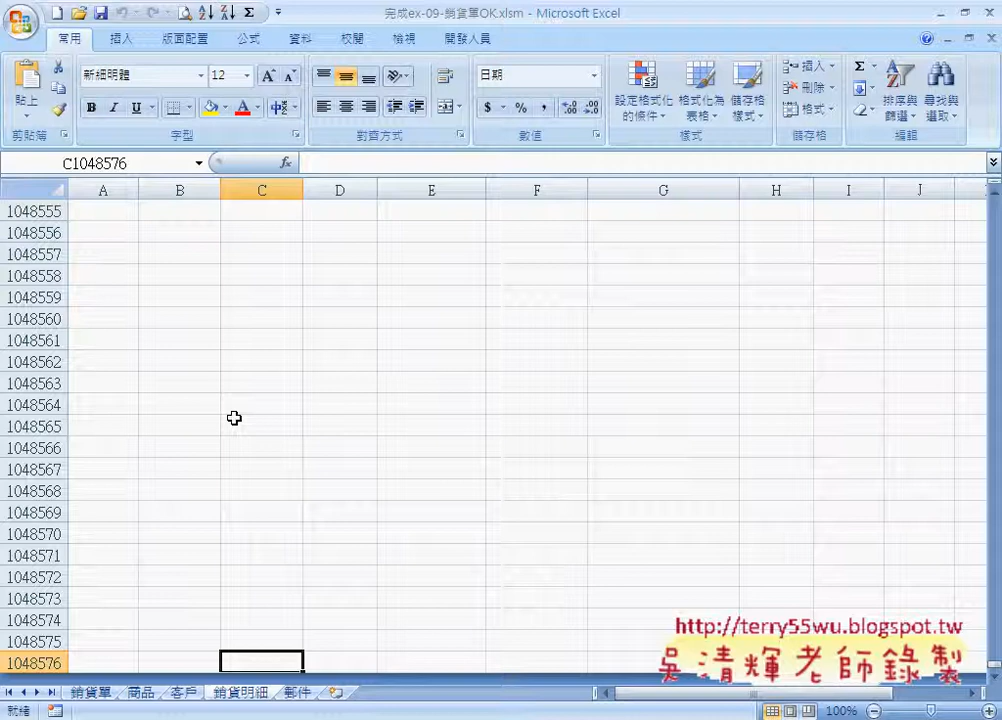 完成ex-09-銷貨單OK.xlsm - Microsoft Excel
常用 插入 版面配置 公式 資料 校閱 檢視 開發人員
新細明體 12 日期 插入 Σ
貼上 設定格式化的條件 格式化為表格 儲存格樣式 刪除 排序與篩選 尋找與選取
B I U A 中 $ % , 格式
剪貼簿 字型 對齊方式 數值 樣式 儲存格 編輯
C1048576 fx
A B C D E F G H I J
1048555
1048556
1048557
1048558
1048559
1048560
1048561
1048562
1048563
1048564
1048565
1048566
1048567
1048568
1048569
1048570
1048571
1048572
1048573
1048574
1048575
1048576
http://terry55wu.blogspot.tw
吳清輝老師錄製
銷貨單 商品 客戶 銷貨明細 郵件
就緒 100%